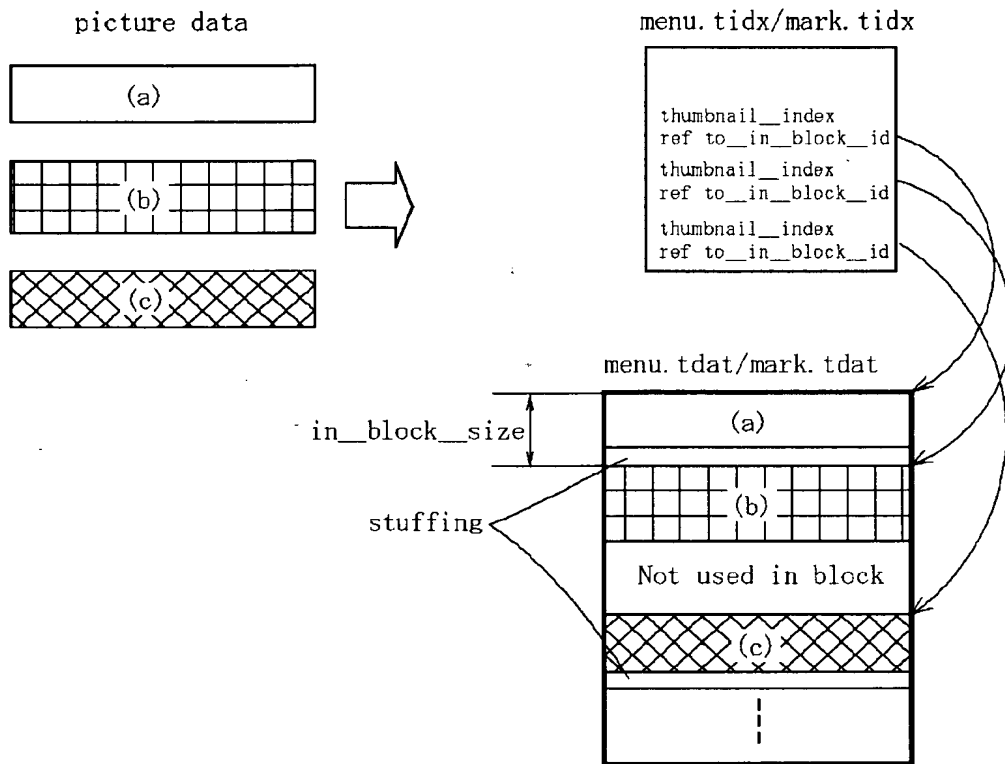 picture data
(a)
(b)
(c)
menu.tidx/mark.tidx
thumbnail__index
ref to__in__block__id
thumbnail__index
ref to__in__block__id
thumbnail__index
ref to__in__block__id
menu.tdat/mark.tdat
in__block__size
stuffing
(a)
(b)
Not used in block
(c)